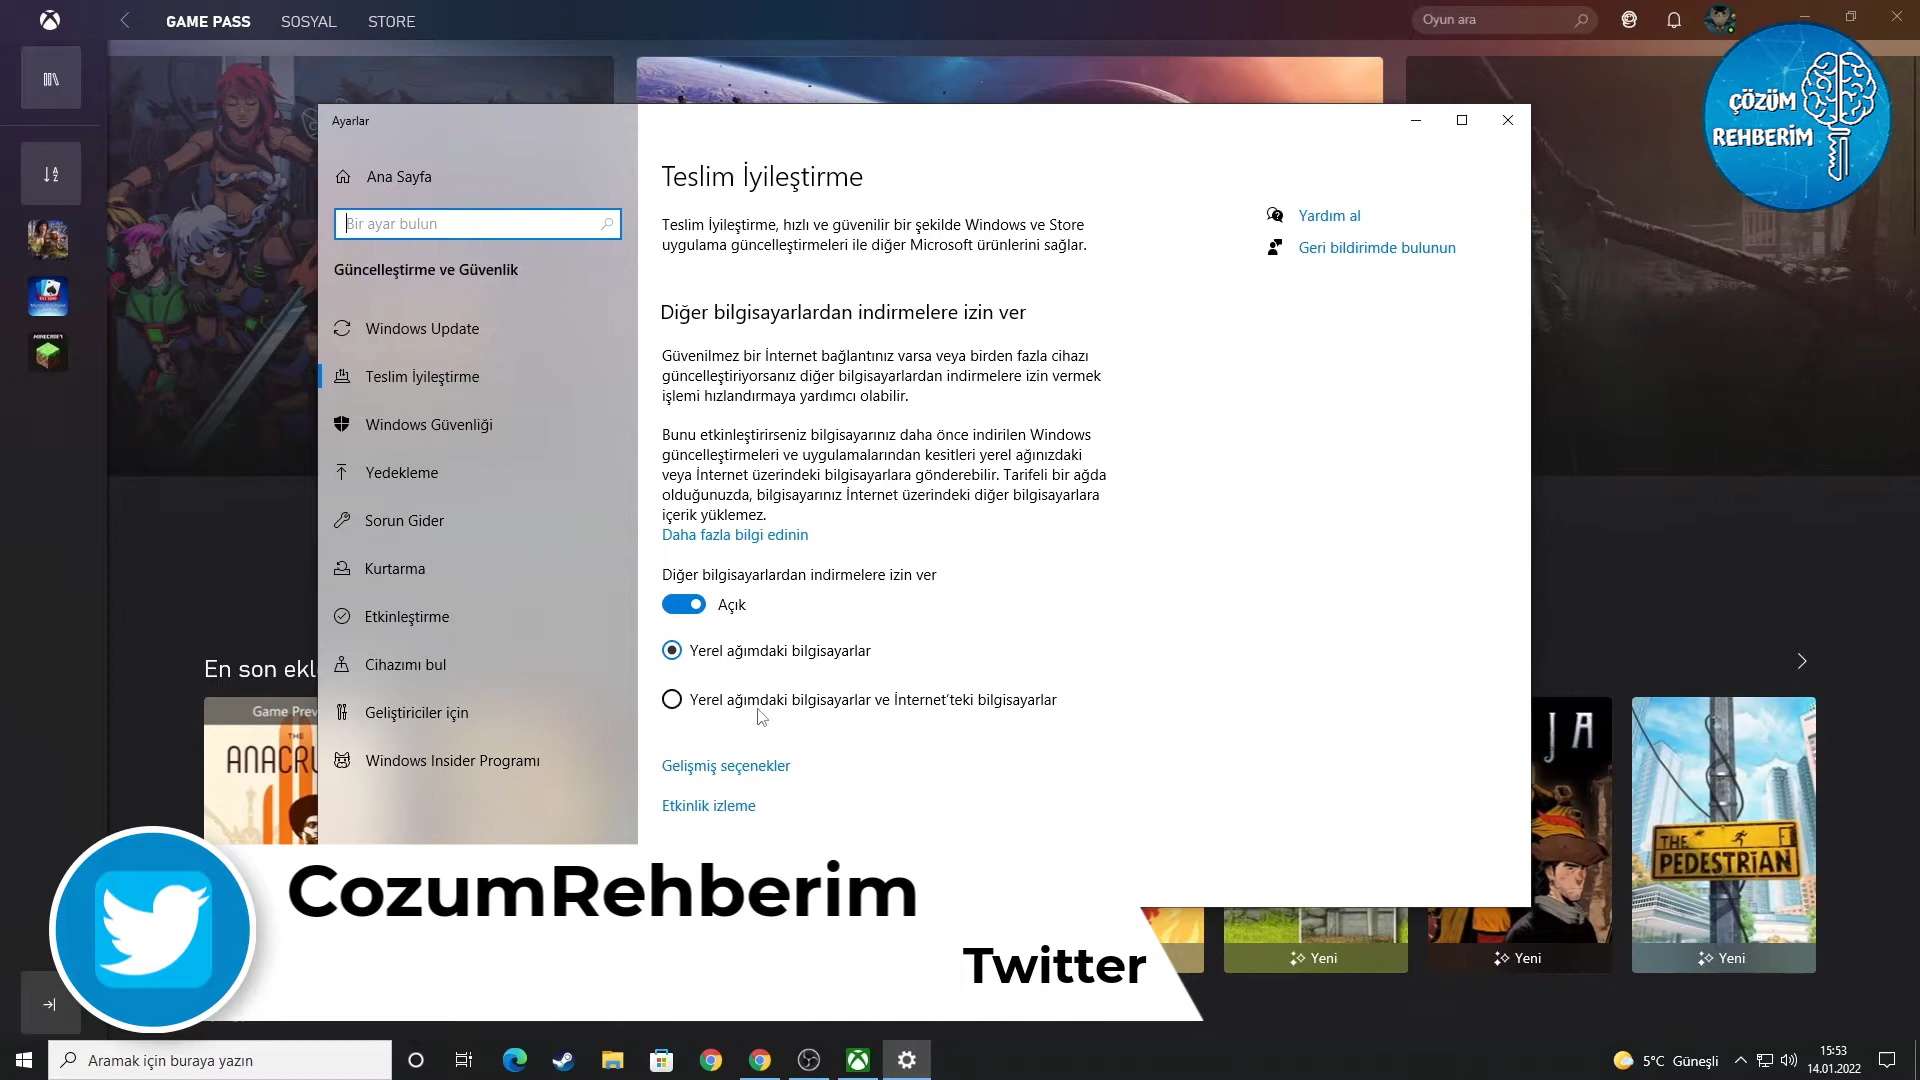 GAME PASS
SOSYAL
STORE
Oyun ara
ÇÖZÜM
REHBERİM
Ayarlar
Ana Sayfa
Bir ayar bulun
Güncelleştirme ve Güvenlik
Windows Update
Teslim İyileştirme
Windows Güvenliği
Yedekleme
Sorun Gider
Kurtarma
Etkinleştirme
Cihazımı bul
Geliştiriciler için
Windows Insider Programı
Teslim İyileştirme
Teslim İyileştirme, hızlı ve güvenilir bir şekilde Windows ve Store
uygulama güncelleştirmeleri ile diğer Microsoft ürünlerini sağlar.
Diğer bilgisayarlardan indirmelere izin ver
Güvenilmez bir İnternet bağlantınız varsa veya birden fazla cihazı
güncelleştiriyorsanız diğer bilgisayarlardan indirmelere izin vermek
işlemi hızlandırmaya yardımcı olabilir.
Bunu etkinleştirirseniz bilgisayarınız daha önce indirilen Windows
güncelleştirmeleri ve uygulamalarından kesitleri yerel ağınızdaki
veya İnternet üzerindeki bilgisayarlara gönderebilir. Tarifeli bir ağda
olduğunuzda, bilgisayarınız İnternet üzerindeki diğer bilgisayarlara
içerik yüklemez.
Daha fazla bilgi edinin
Diğer bilgisayarlardan indirmelere izin ver
Açık
Yerel ağımdaki bilgisayarlar
Yerel ağımdaki bilgisayarlar ve İnternet'teki bilgisayarlar
Gelişmiş seçenekler
Etkinlik izleme
Yardım al
Geri bildirimde bulunun
MINECRAFT
En son ekl
Game Prev
THE
ANACRU
JA
THE
PEDESTRIAN
Yeni
Yeni
Yeni
CozumRehberim
Twitter
Aramak için buraya yazın
5°C Güneşli
15:53
14.01.2022